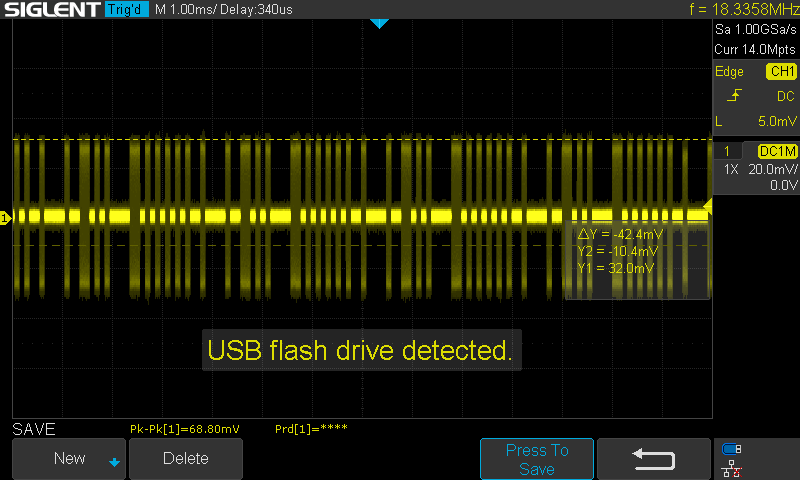 SIGLENT Trig'd M 1.00ms/ Delay:340us f = 18.3358MHz
Sa 1.00GSa/s
Curr 14.0Mpts
Edge CH1
DC
L 5.0mV
1 DC1M
1X 20.0mV/
0.0V
1
ΔY = -42.4mV
Y2 = -10.4mV
Y1 = 32.0mV
USB flash drive detected.
SAVE Pk-Pk[1]=68.80mV Prd[1]=****
New Delete Press To
Save